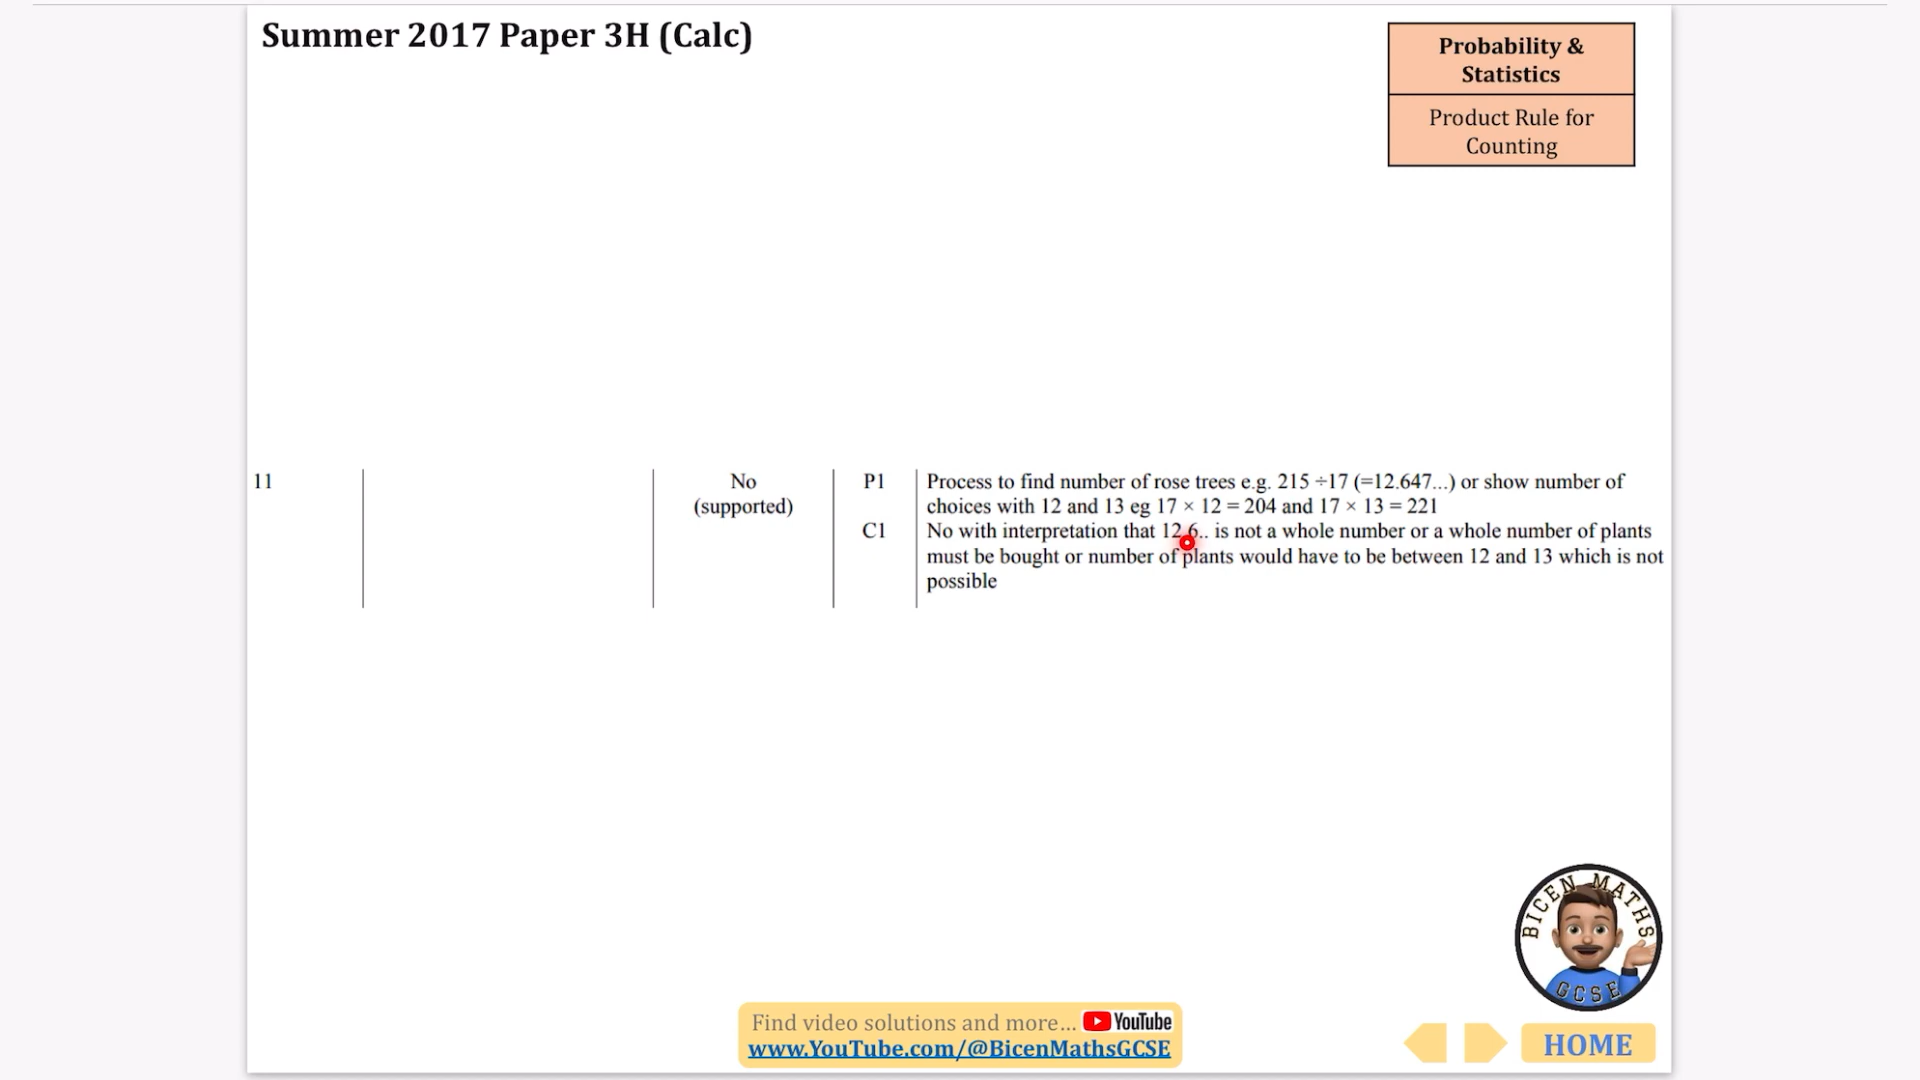 Summer 2017 Paper 3H (Calc)
Probability &
Statistics
Product Rule for
Counting
11
No
(supported)
P1
Process to find number of rose trees e.g. 215 ÷17 (=12.647...) or show number of
choices with 12 and 13 eg 17 × 12 = 204 and 17 × 13 = 221
C1
No with interpretation that 12.6.. is not a whole number or a whole number of plants
must be bought or number of plants would have to be between 12 and 13 which is not
possible
BICEN MATHS
GCSE
Find video solutions and more... YouTube
www.YouTube.com/@BicenMathsGCSE
HOME